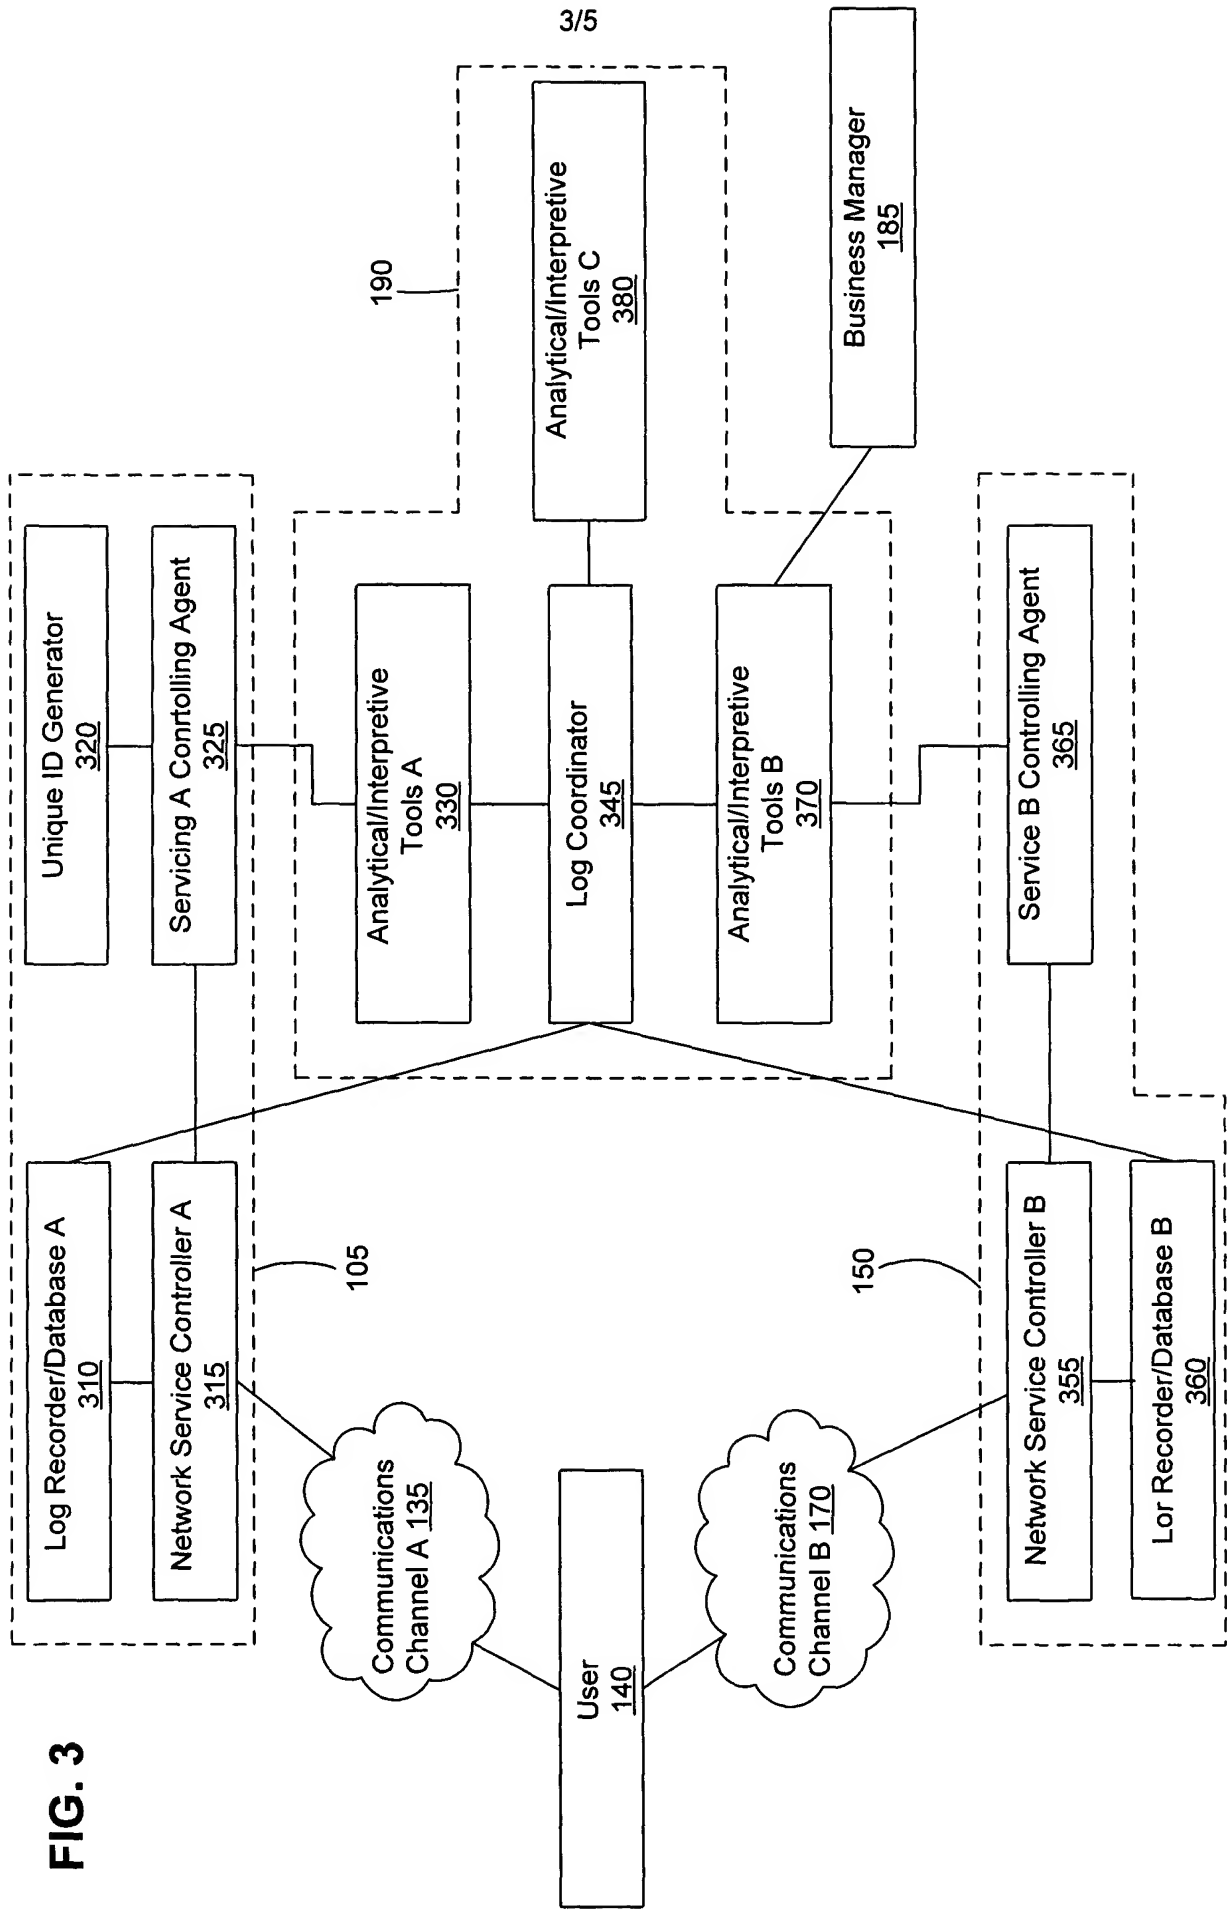 3/5
FIG. 3
Log Recorder/Database A
310
Network Service Controller A
315
Unique ID Generator
320
Servicing A Conrtolling Agent
325
105
190
Communications
Channel A 135
User
140
Communications
Channel B 170
Analytical/Interpretive
Tools A
330
Log Coordinator
345
Analytical/Interpretive
Tools B
370
Analytical/Interpretive
Tools C
380
Business Manager
185
150
Network Service Controller B
355
Lor Recorder/Database B
360
Service B Controlling Agent
365